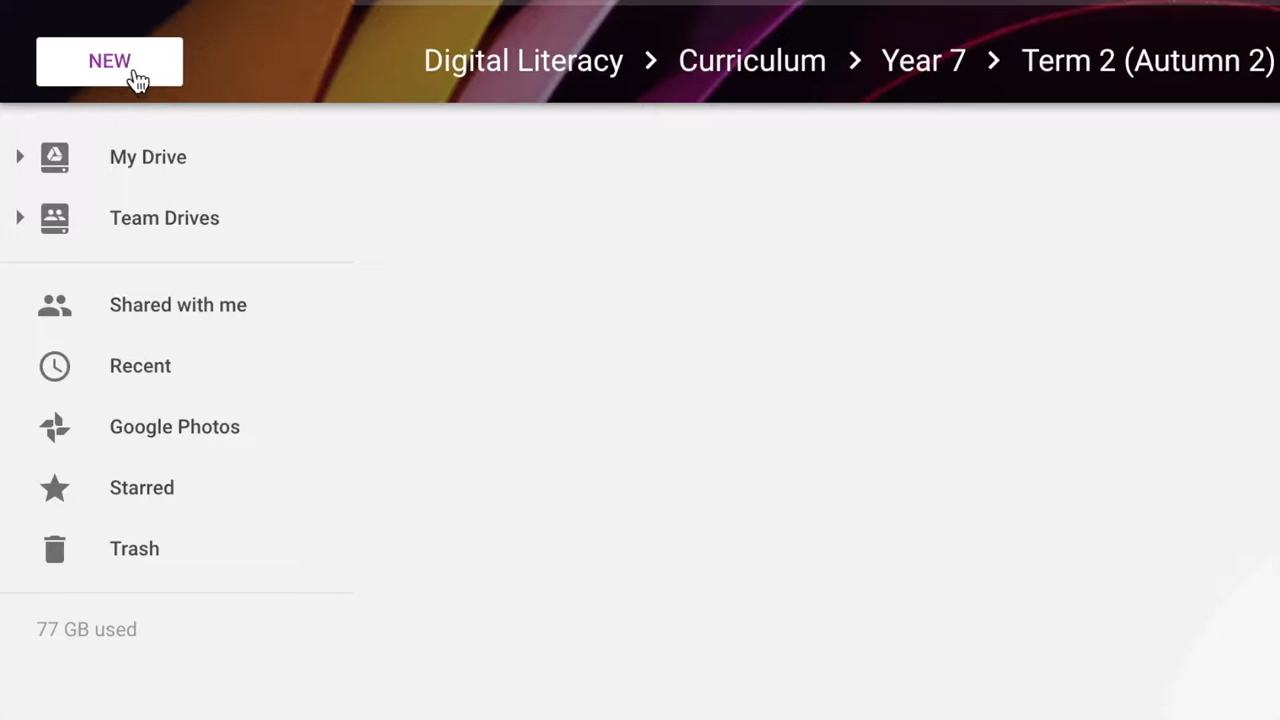 NEW
Digital Literacy > Curriculum > Year 7 > Term 2 (Autumn 2)
My Drive
Team Drives
Shared with me
Recent
Google Photos
Starred
Trash
77 GB used